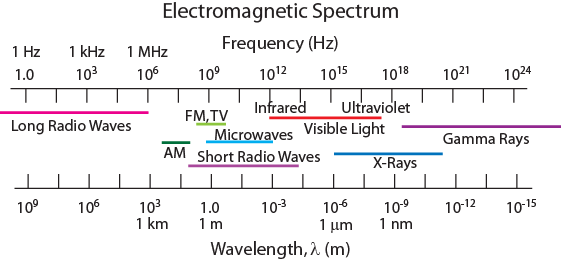 Electromagnetic Spectrum
Frequency (Hz)
1 Hz 1 kHz 1 MHz
1.0 10³ 10⁶ 10⁹ 10¹² 10¹⁵ 10¹⁸ 10²¹ 10²⁴
Infrared Ultraviolet
FM,TV
Long Radio Waves Visible Light
Microwaves Gamma Rays
AM Short Radio Waves X-Rays
10⁹ 10⁶ 10³ 1.0 10⁻³ 10⁻⁶ 10⁻⁹ 10⁻¹² 10⁻¹⁵
1 km 1 m 1 μm 1 nm
Wavelength, λ (m)